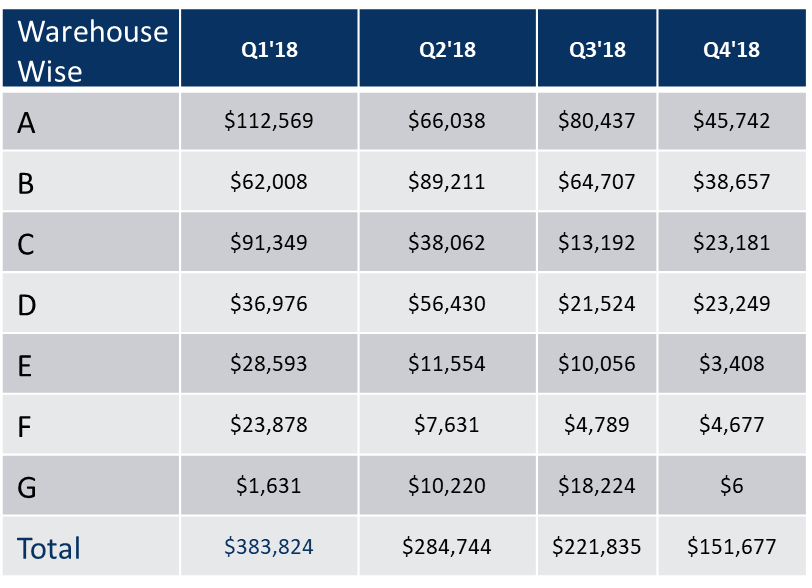 Warehouse Wise Q1'18 Q2'18 Q3'18 Q4'18
A $112,569 $66,038 $80,437 $45,742
B $62,008 $89,211 $64,707 $38,657
C $91,349 $38,062 $13,192 $23,181
D $36,976 $56,430 $21,524 $23,249
E $28,593 $11,554 $10,056 $3,408
F $23,878 $7,631 $4,789 $4,677
G $1,631 $10,220 $18,224 $6
Total $383,824 $284,744 $221,835 $151,677